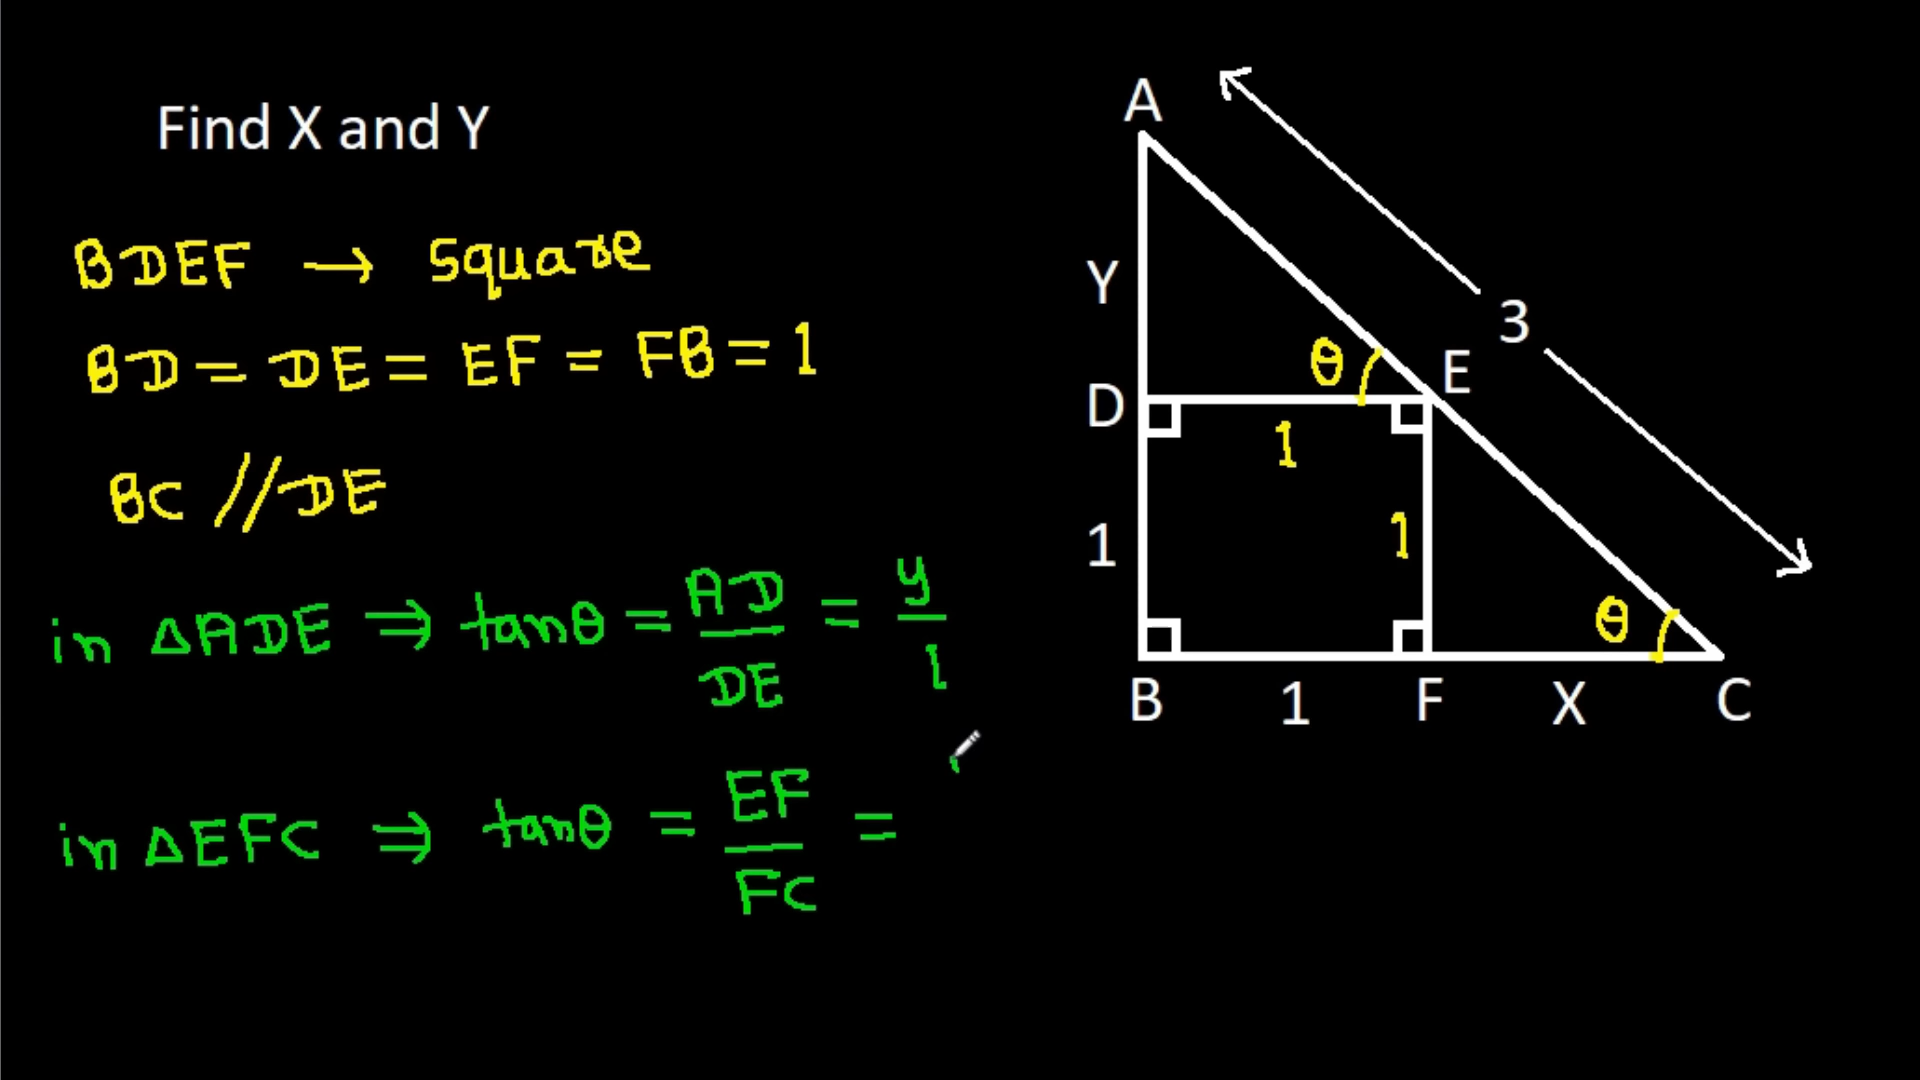 Find X and Y
BDEF → square
BD = DE = EF = FB = 1
BC // DE
in ΔADE ⇒ tanθ = AD/DE = y/1
in ΔEFC ⇒ tanθ = EF/FC =
A
Y
3
θ
E
D
1
1
1
θ
B
1
F
X
C